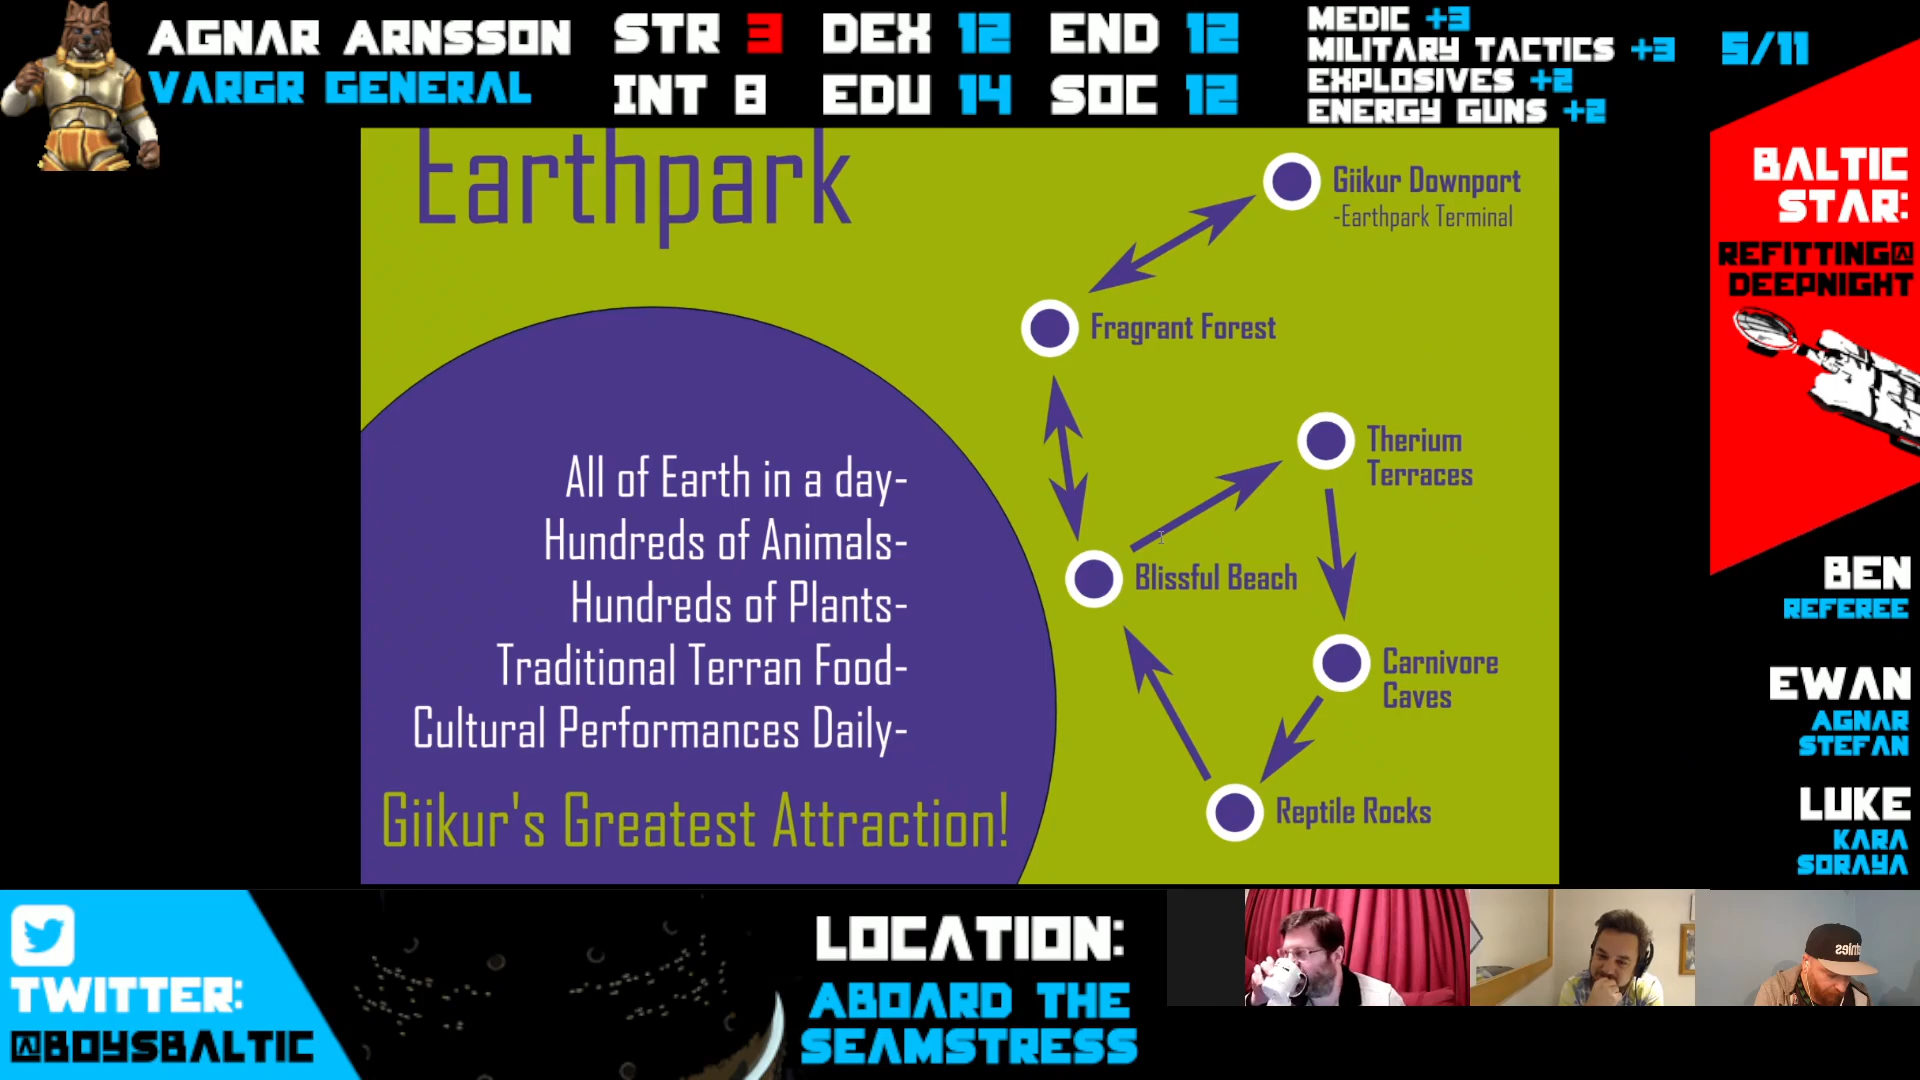 AGNAR ARNSSON
VARGR GENERAL
STR 3 DEX 12 END 12
INT 8 EDU 14 SOC 12
MEDIC +3
MILITARY TACTICS +3
EXPLOSIVES +2
ENERGY GUNS +2
5/11
BALTIC
STAR:
REFITTING@
DEEPNIGHT
Earthpark
Giikur Downport
-Earthpark Terminal
Fragrant Forest
Therium
Terraces
Blissful Beach
Carnivore
Caves
Reptile Rocks
All of Earth in a day-
Hundreds of Animals-
Hundreds of Plants-
Traditional Terran Food-
Cultural Performances Daily-
Giikur's Greatest Attraction!
BEN
REFEREE
EWAN
AGNAR
STEFAN
LUKE
KARA
SORAYA
TWITTER:
@BOYSBALTIC
LOCATION:
ABOARD THE
SEAMSTRESS